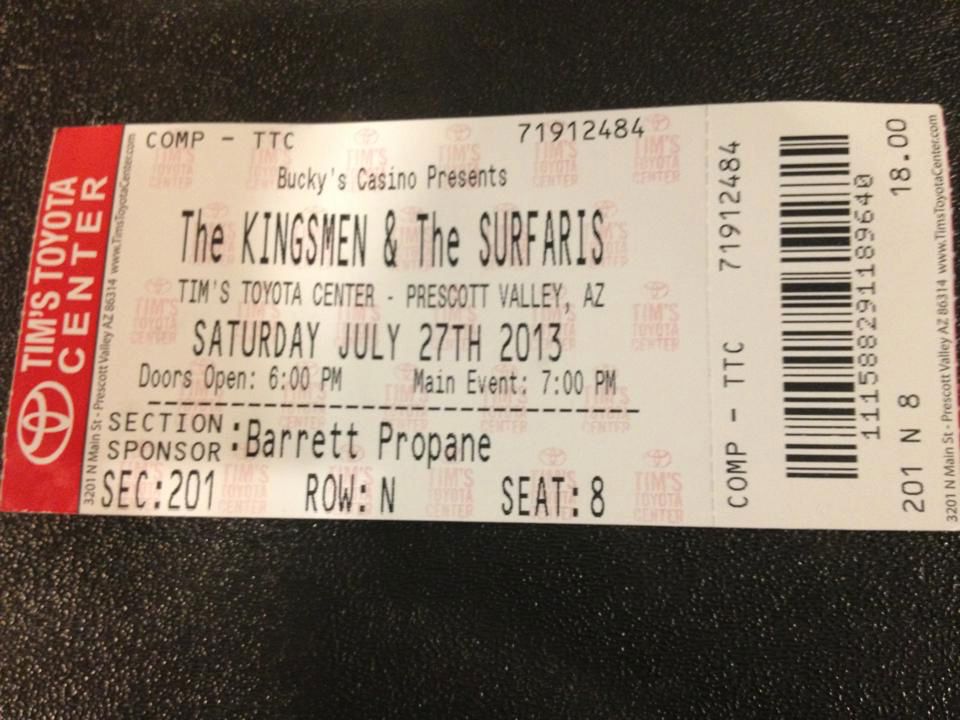 TIM'S TOYOTA
CENTER
3201 N Main St - Prescott Valley AZ 86314 www.TimsToyotaCenter.com
COMP - TTC 71912484
Bucky's Casino Presents
The KINGSMEN & The SURFARIS
TIM'S TOYOTA CENTER - PRESCOTT VALLEY, AZ
SATURDAY JULY 27TH 2013
Doors Open: 6:00 PM Main Event: 7:00 PM
SECTION
SPONSOR : Barrett Propane
SEC:201 ROW: N SEAT: 8
COMP - TTC 71912484
1115882911189640
201 N 8 18.00
3201 N Main St - Prescott Valley AZ 86314 www.TimsToyotaCenter.com